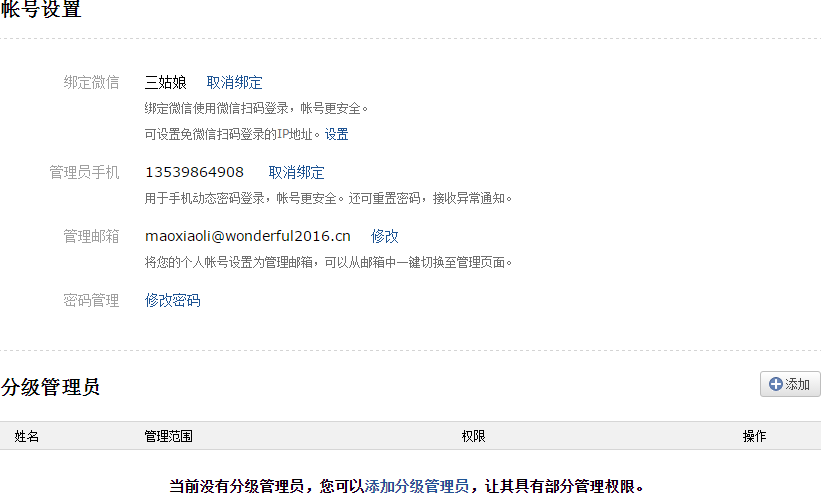 帐号设置
绑定微信 三姑娘 取消绑定
绑定微信使用微信扫码登录，帐号更安全。
可设置免微信扫码登录的IP地址。设置
管理员手机 13539864908 取消绑定
用于手机动态密码登录，帐号更安全。还可重置密码，接收异常通知。
管理邮箱 maoxiaoli@wonderful2016.cn 修改
将您的个人帐号设置为管理邮箱，可以从邮箱中一键切换至管理页面。
密码管理 修改密码
分级管理员 添加
姓名 管理范围 权限 操作
当前没有分级管理员，您可以添加分级管理员，让其具有部分管理权限。